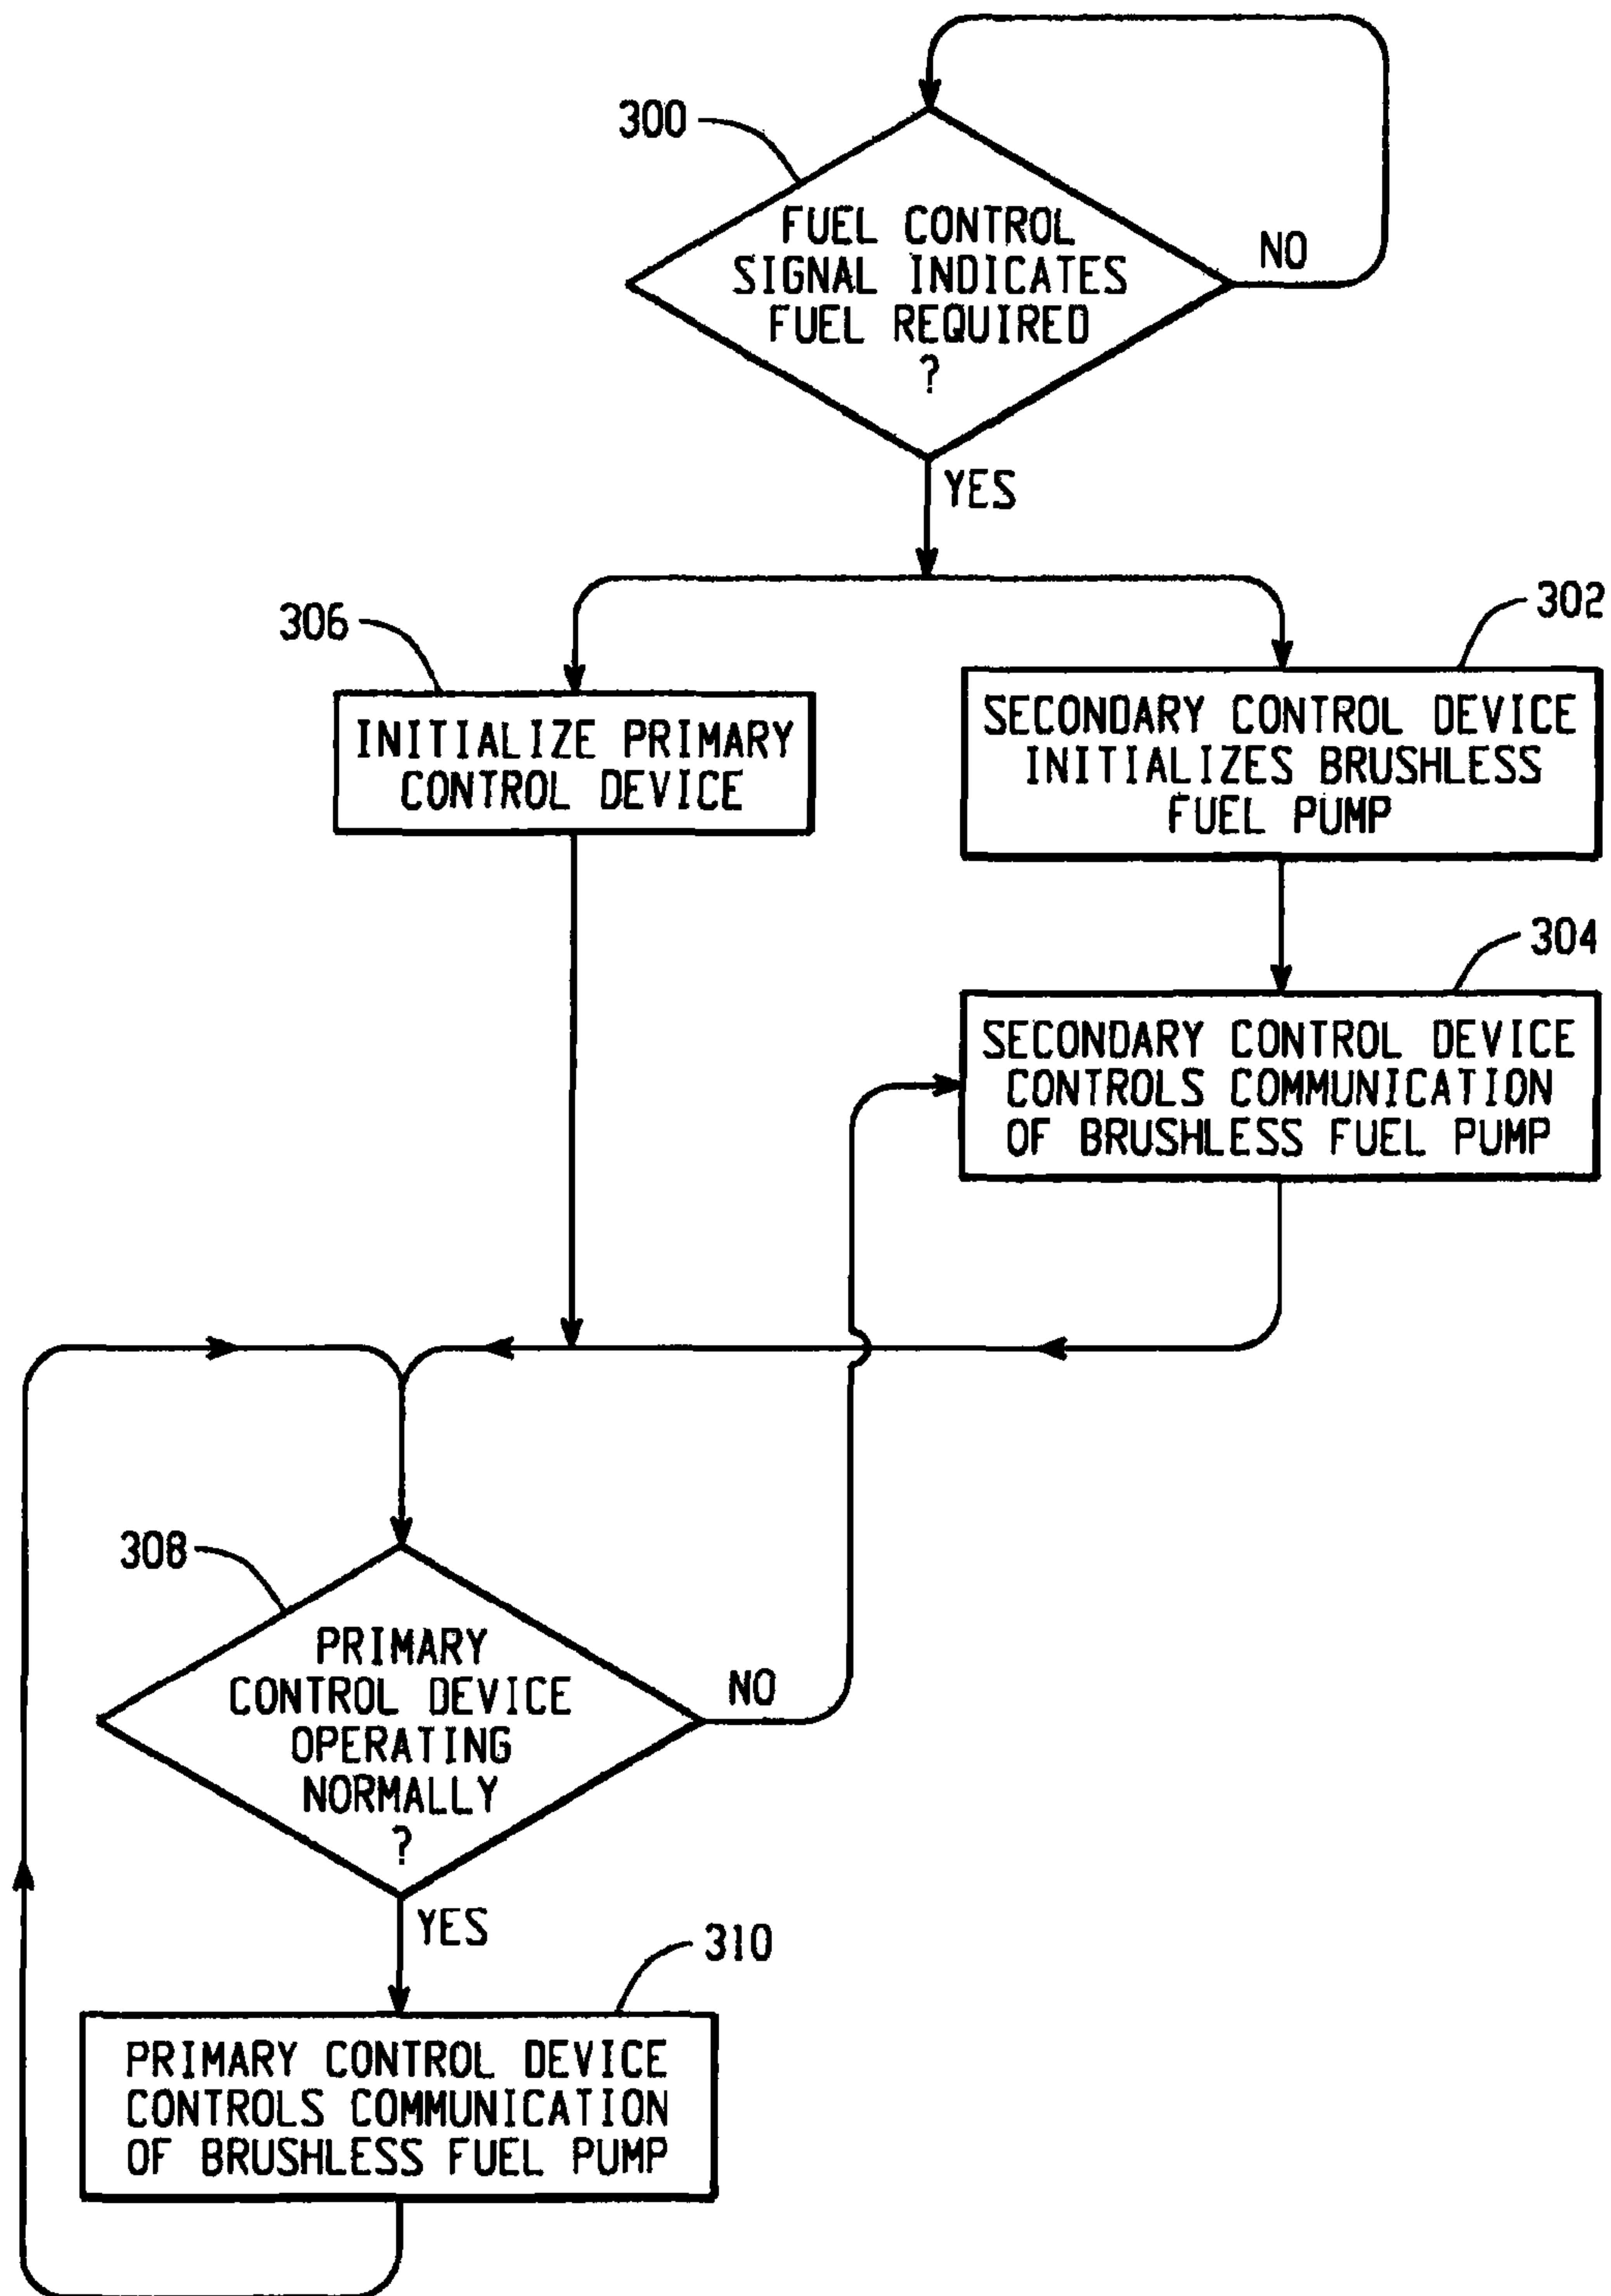 300
FUEL CONTROL
SIGNAL INDICATES
FUEL REQUIRED
?
NO
YES
306
302
INITIALIZE PRIMARY
CONTROL DEVICE
SECONDARY CONTROL DEVICE
INITIALIZES BRUSHLESS
FUEL PUMP
304
SECONDARY CONTROL DEVICE
CONTROLS COMMUNICATION
OF BRUSHLESS FUEL PUMP
308
PRIMARY
CONTROL DEVICE
OPERATING
NORMALLY
?
NO
YES
310
PRIMARY CONTROL DEVICE
CONTROLS COMMUNICATION
OF BRUSHLESS FUEL PUMP